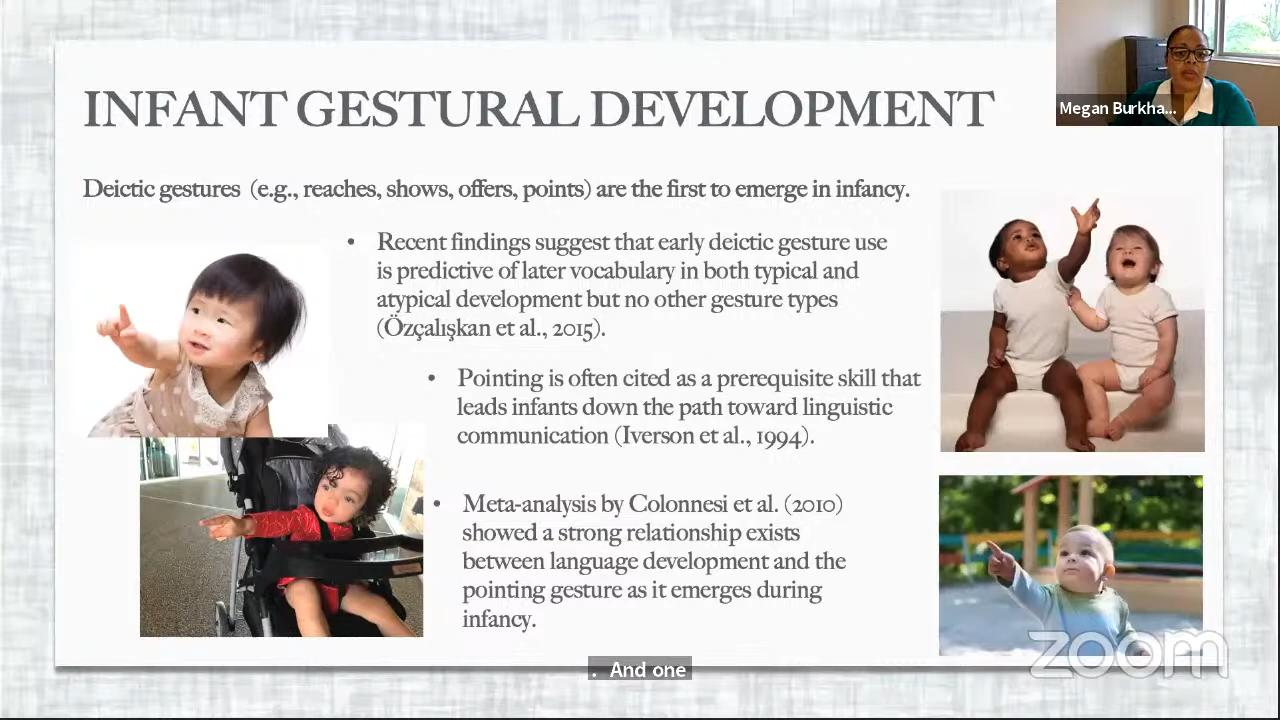 INFANT GESTURAL DEVELOPMENT
Megan Burkha...
Deictic gestures (e.g., reaches, shows, offers, points) are the first to emerge in infancy.
• Recent findings suggest that early deictic gesture use
is predictive of later vocabulary in both typical and
atypical development but no other gesture types
(Özçalışkan et al., 2015).
• Pointing is often cited as a prerequisite skill that
leads infants down the path toward linguistic
communication (Iverson et al., 1994).
• Meta-analysis by Colonnesi et al. (2010)
showed a strong relationship exists
between language development and the
pointing gesture as it emerges during
infancy.
zoom
. And one